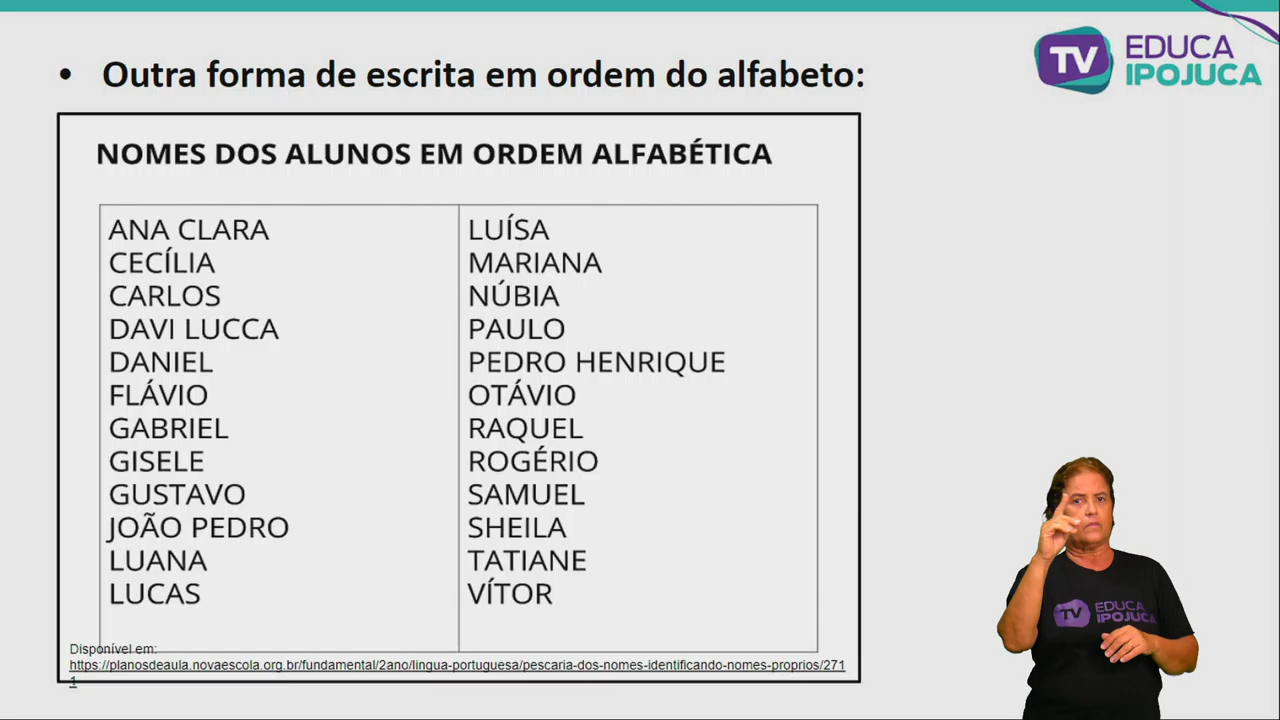 • Outra forma de escrita em ordem do alfabeto:
TV EDUCA
IPOJUCA
NOMES DOS ALUNOS EM ORDEM ALFABÉTICA
ANA CLARA
CECÍLIA
CARLOS
DAVI LUCCA
DANIEL
FLÁVIO
GABRIEL
GISELE
GUSTAVO
JOÃO PEDRO
LUANA
LUCAS
LUÍSA
MARIANA
NÚBIA
PAULO
PEDRO HENRIQUE
OTÁVIO
RAQUEL
ROGÉRIO
SAMUEL
SHEILA
TATIANE
VÍTOR
Disponível em:
https://planosdeaula.novaescola.org.br/fundamental/2ano/lingua-portuguesa/pescaria-dos-nomes-identificando-nomes-proprios/271
1
TV EDUCA
IPOJUCA